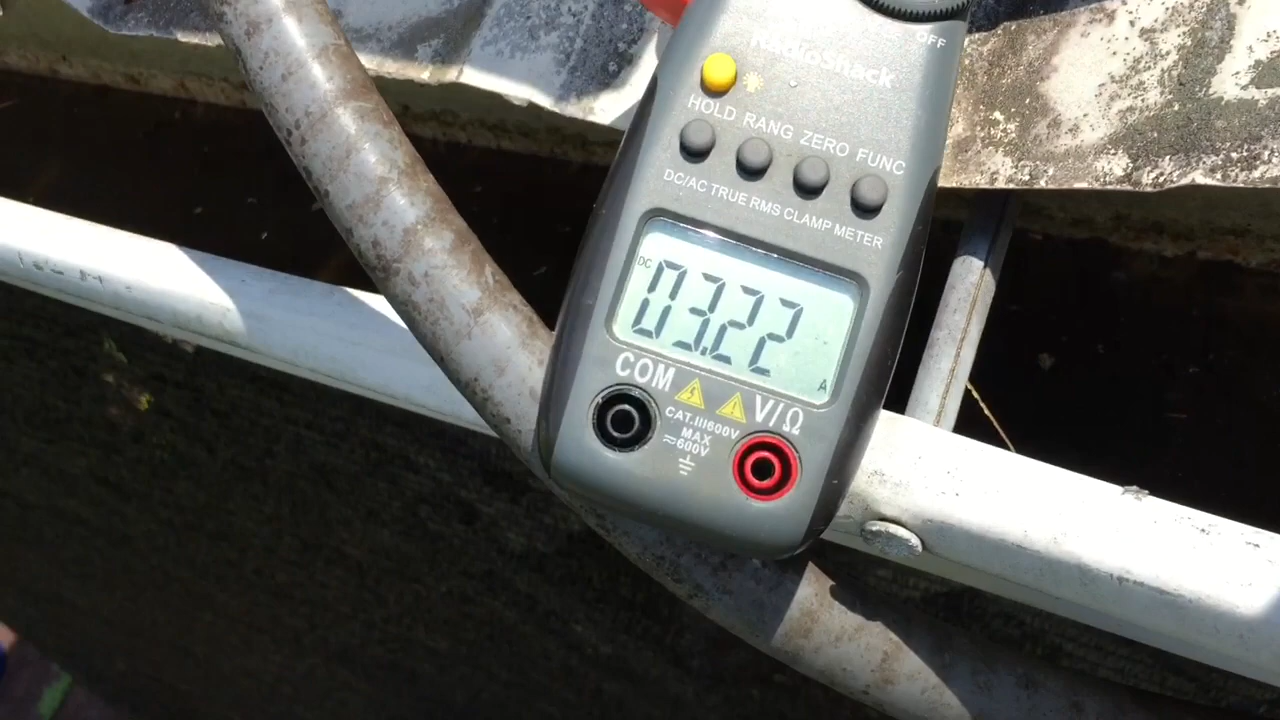 OFF
RadioShack
HOLD RANG ZERO FUNC
DC/AC TRUE RMS CLAMP METER
DC
03.22
A
COM
V/Ω
CAT.III600V
MAX
≂600V